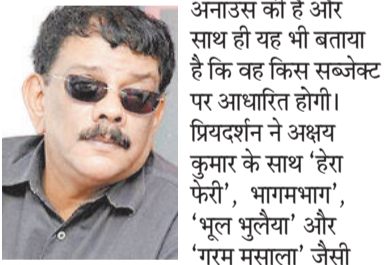 अनाउंस की है और
साथ ही यह भी बताया
है कि वह किस सब्जेक्ट
पर आधारित होगी।
प्रियदर्शन ने अक्षय
कुमार के साथ ‘हेरा
फेरी’, भागमभाग’,
‘भूल भुलैया’ और
‘गरम मसाला’ जैसी